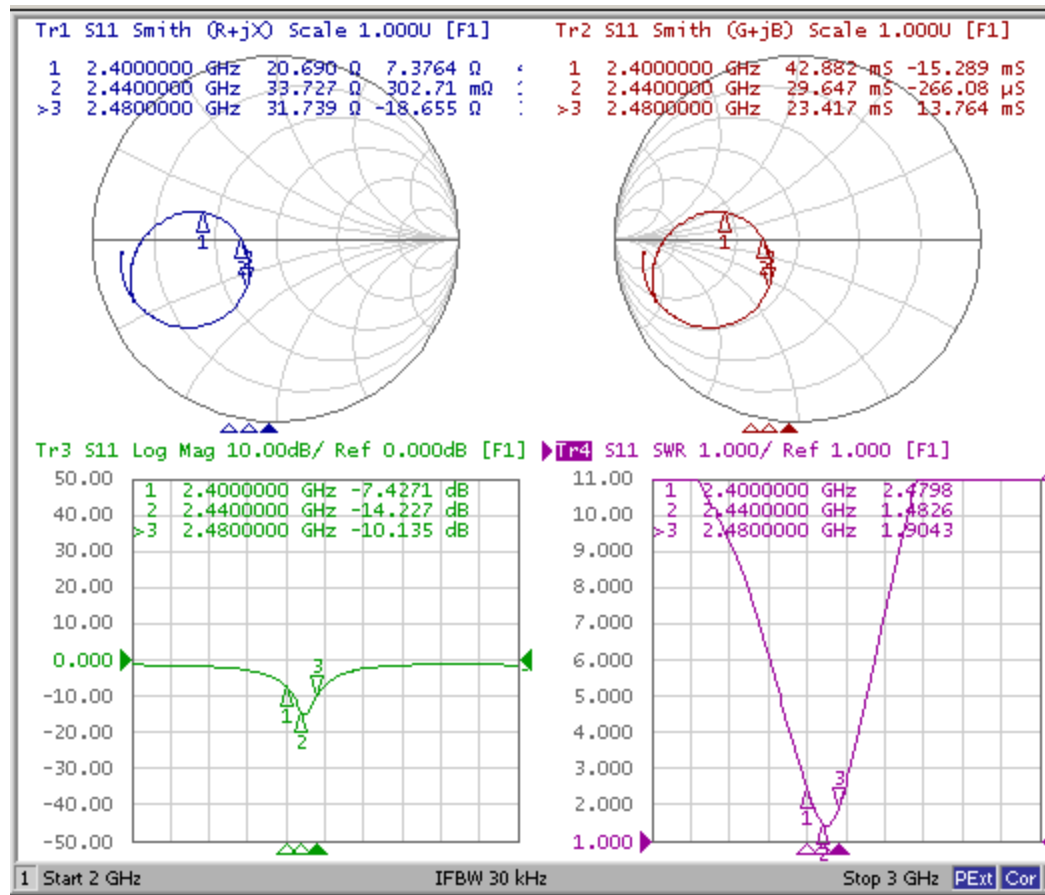 Tr1 S11 Smith (R+jX) Scale 1.000U [F1]
1 2.4000000 GHz 20.690 Ω 7.3764 Ω
2 2.4400000 GHz 33.727 Ω 302.71 mΩ
>3 2.4800000 GHz 31.739 Ω -18.655 Ω
1
2
Tr2 S11 Smith (G+jB) Scale 1.000U [F1]
1 2.4000000 GHz 42.882 mS -15.289 mS
2 2.4400000 GHz 29.647 mS -266.08 µS
>3 2.4800000 GHz 23.417 mS 13.764 mS
1
2
Tr3 S11 Log Mag 10.00dB/ Ref 0.000dB [F1]
50.00
40.00
30.00
20.00
10.00
0.000
-10.00
-20.00
-30.00
-40.00
-50.00
1 2.4000000 GHz -7.4271 dB
2 2.4400000 GHz -14.227 dB
>3 2.4800000 GHz -10.135 dB
3
1
2
Tr4 S11 SWR 1.000/ Ref 1.000 [F1]
11.00
10.00
9.000
8.000
7.000
6.000
5.000
4.000
3.000
2.000
1.000
1 2.4000000 GHz 2.4798
2 2.4400000 GHz 1.4826
>3 2.4800000 GHz 1.9043
3
1
2
1 Start 2 GHz IFBW 30 kHz Stop 3 GHz PExt Cor